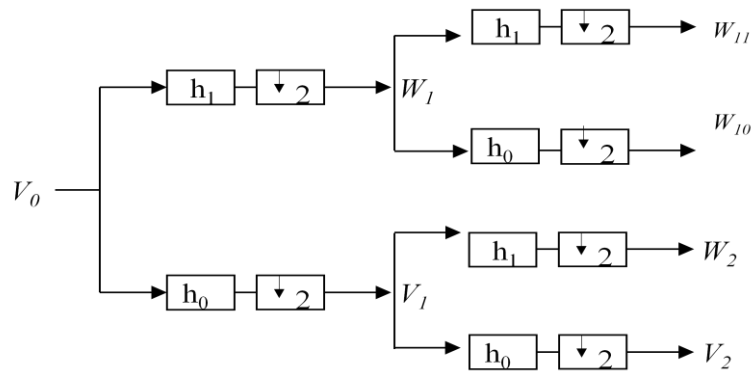 h₁ ↓ 2 W₁₁
h₁ ↓ 2 W₁
W₁₀
h₀ ↓ 2
V₀
h₁ ↓ 2 W₂
h₀ ↓ 2 V₁
h₀ ↓ 2 V₂